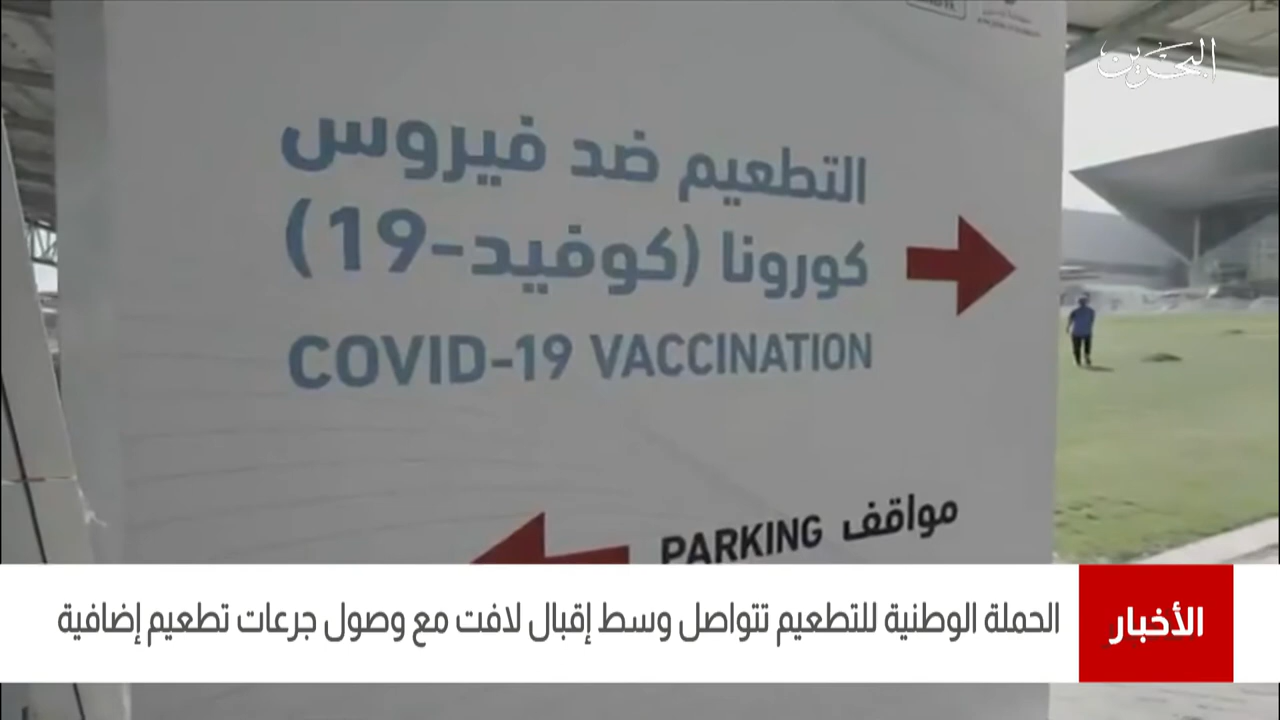 البحرين
التطعيم ضد فيروس
كورونا (كوفيد-19)
COVID-19 VACCINATION
PARKING مواقف
الأخبار
الحملة الوطنية للتطعيم تتواصل وسط إقبال لافت مع وصول جرعات تطعيم إضافية